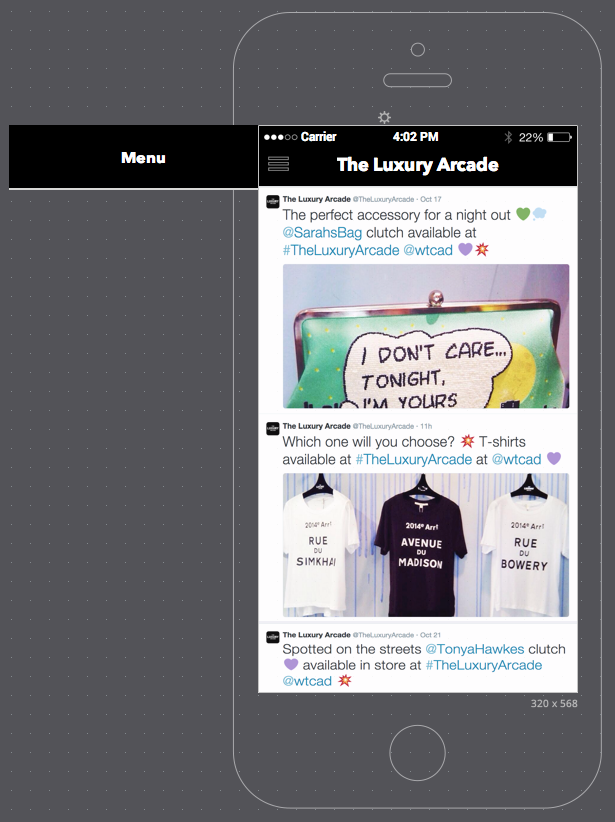 Menu
Carrier 4:02 PM 22%
The Luxury Arcade
The Luxury Arcade @TheLuxuryArcade · Oct 17
The perfect accessory for a night out 💚
@SarahsBag clutch available at
#TheLuxuryArcade @wtcad 💜💥
I DON'T CARE...
TONIGHT,
I'M YOURS
The Luxury Arcade @TheLuxuryArcade · 11h
Which one will you choose? 💥 T-shirts
available at #TheLuxuryArcade at @wtcad 💜
2014º Arr!
RUE
DU
SIMKHAI
2014º Arr!
AVENUE
DU
MADISON
2014º Arr!
RUE
DU
BOWERY
The Luxury Arcade @TheLuxuryArcade · Oct 21
Spotted on the streets @TonyaHawkes clutch
💜 available in store at #TheLuxuryArcade
@wtcad 💥
320 x 568